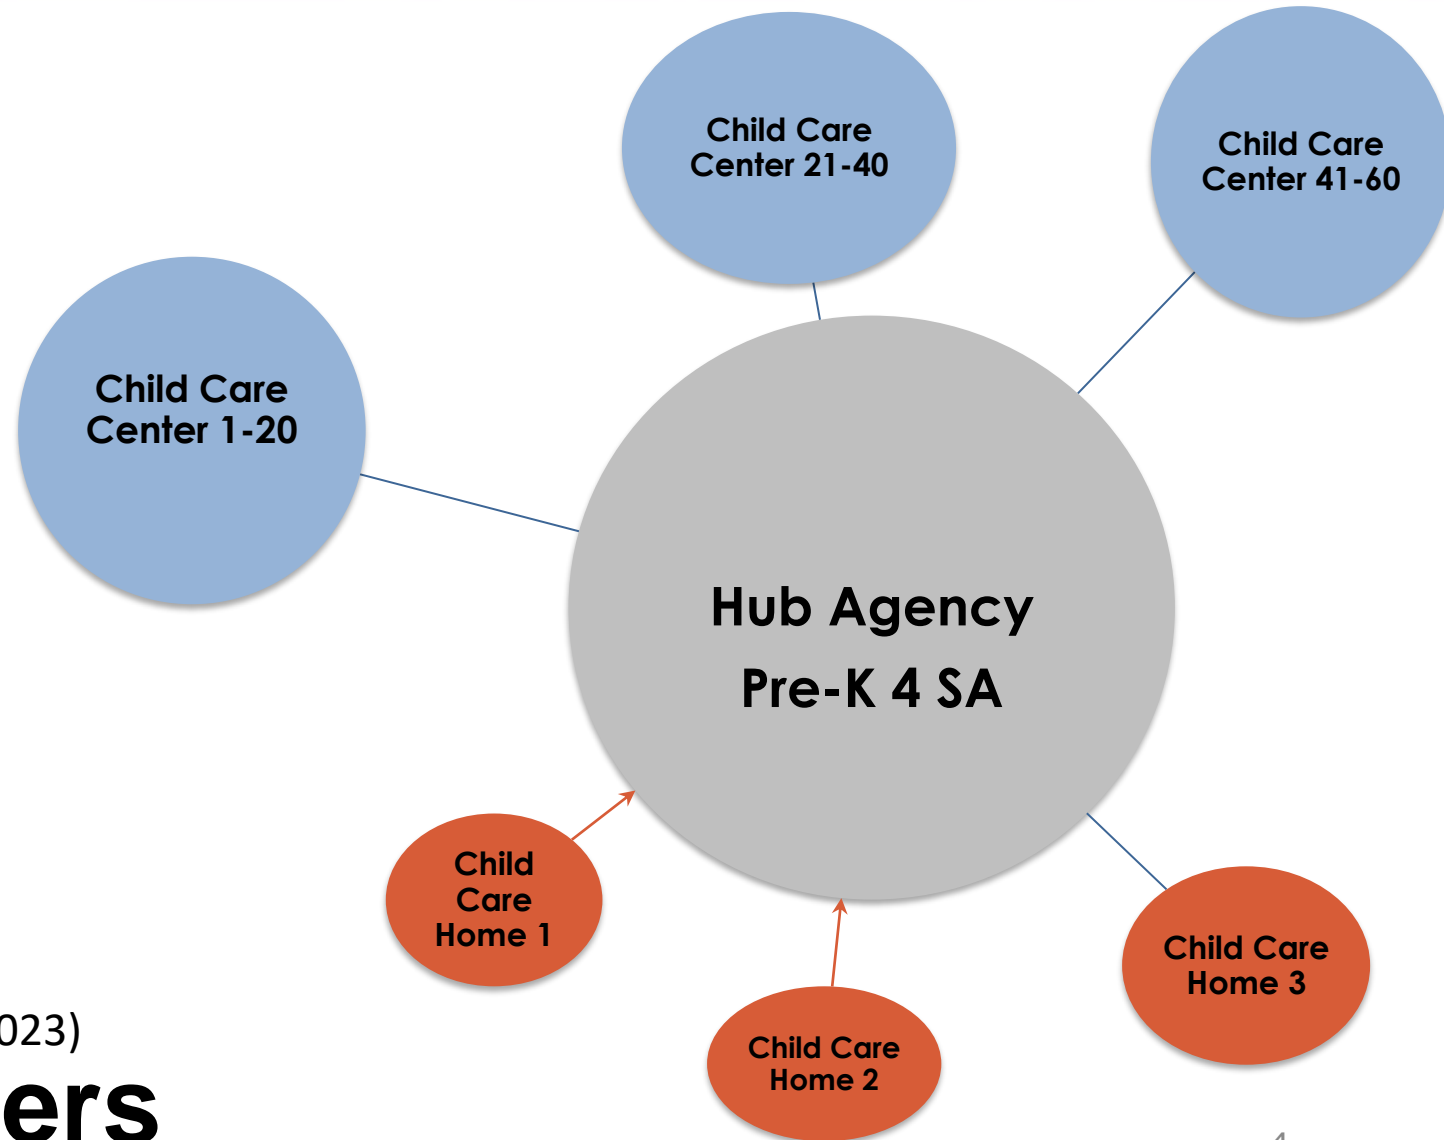 Child Care
Center 21-40
Child Care
Center 41-60
Child Care
Center 1-20
Hub Agency
Pre-K 4 SA
Child
Care
Home 1
Child Care
Home 3
Child Care
Home 2
023)
ers